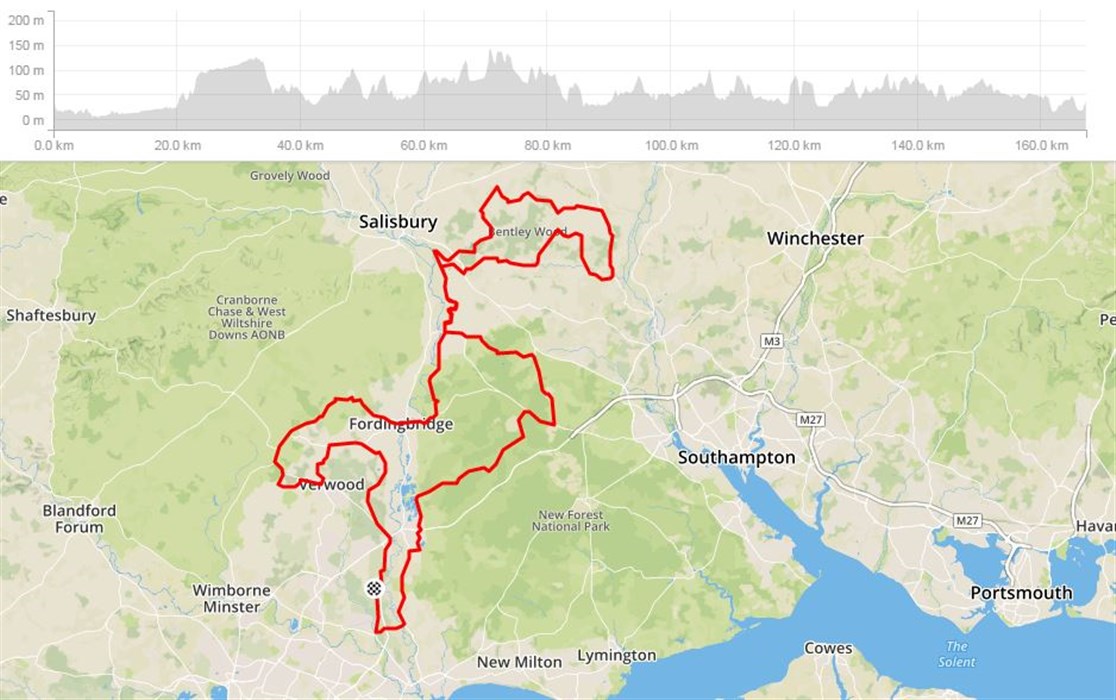 200 m
150 m
100 m
50 m
0 m
0.0 km
20.0 km
40.0 km
60.0 km
80.0 km
100.0 km
120.0 km
140.0 km
160.0 km
Grovely Wood
e
Salisbury
Bentley Wood
Winchester
Cranborne
Chase & West
Wiltshire
Downs AONB
Shaftesbury
Pe
M3
Fordingbridge
M27
Southampton
Verwood
Blandford
Forum
New Forest
National Park
M27
Havan
Wimborne
Minster
Portsmouth
New Milton
Lymington
Cowes
The
Solent